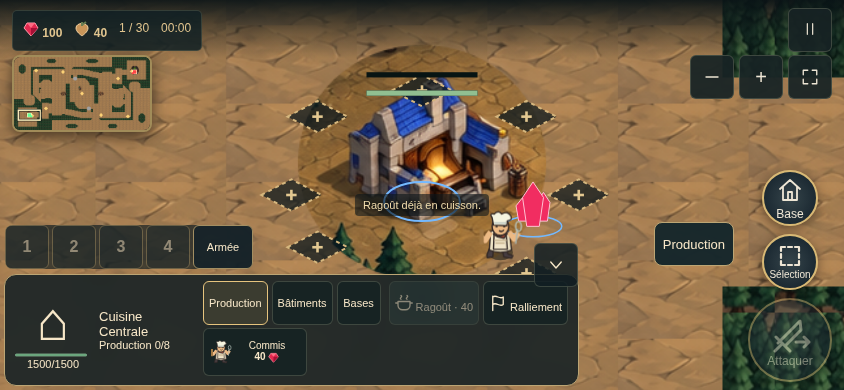 100 40 1 / 30 00:00
Ragoût déjà en cuisson.
Base
Production
Sélection
Attaquer
1 2 3 4 Armée
Cuisine
Centrale
Production 0/8
1500/1500
Production Bâtiments Bases Ragoût · 40 Ralliement
Commis
40